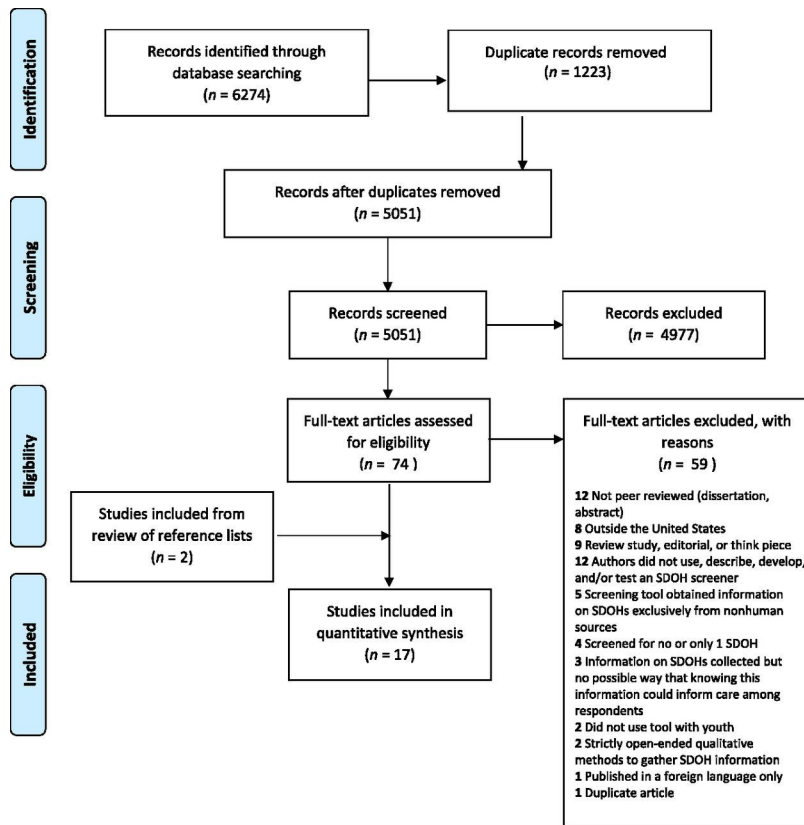 Identification
Records identified through
database searching
(n = 6274)
Duplicate records removed
(n = 1223)
Records after duplicates removed
(n = 5051)
Screening
Records screened
(n = 5051)
Records excluded
(n = 4977)
Eligibility
Full-text articles assessed
for eligibility
(n = 74 )
Full-text articles excluded, with
reasons
(n = 59 )
12 Not peer reviewed (dissertation,
abstract)
8 Outside the United States
9 Review study, editorial, or think piece
12 Authors did not use, describe, develop,
and/or test an SDOH screener
5 Screening tool obtained information
on SDOHs exclusively from nonhuman
sources
4 Screened for no or only 1 SDOH
3 Information on SDOHs collected but
no possible way that knowing this
information could inform care among
respondents
2 Did not use tool with youth
2 Strictly open-ended qualitative
methods to gather SDOH information
1 Published in a foreign language only
1 Duplicate article
Studies included from
review of reference lists
(n = 2)
Included
Studies included in
quantitative synthesis
(n = 17)